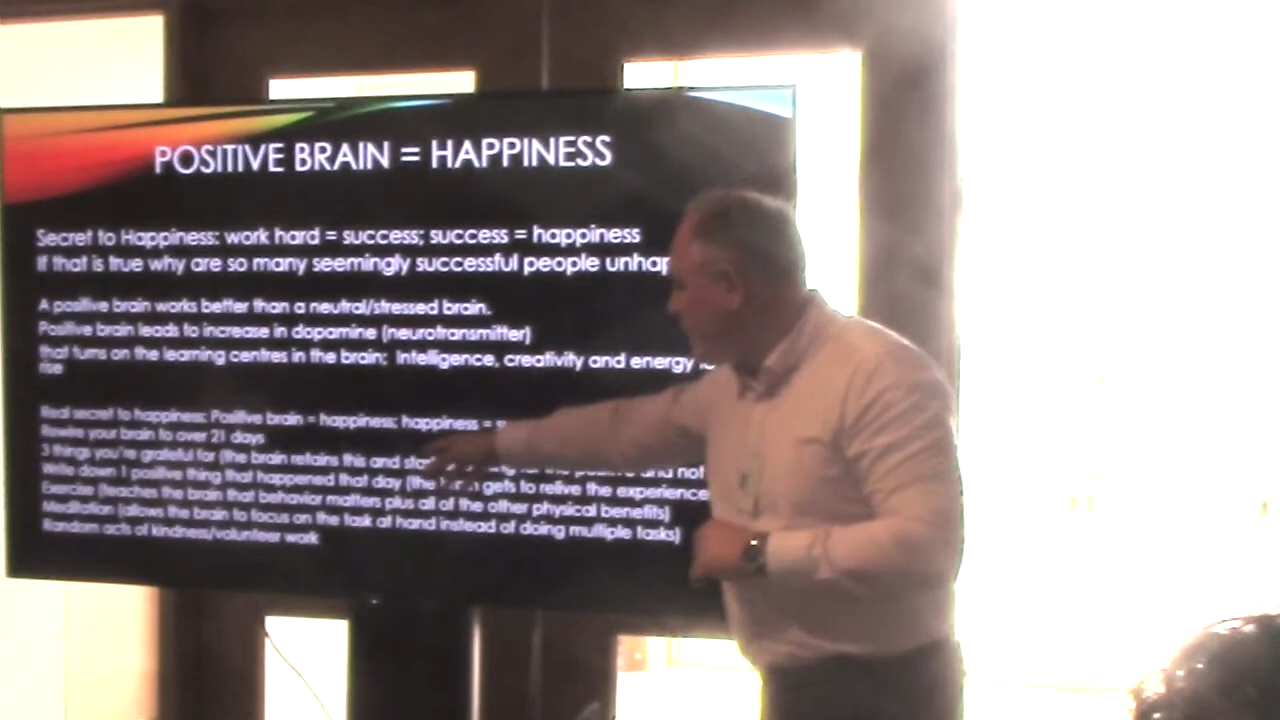 POSITIVE BRAIN = HAPPINESS
Secret to Happiness: work hard = success; success = happiness
If that is true why are so many seemingly successful people unhap
A positive brain works better than a neutral/stressed brain.
Positive brain leads to increase in dopamine (neurotransmitter)
that turns on the learning centres in the brain: Intelligence, creativity and energy
rise
Real secret to happiness: Positive brain = happiness; happiness =
Rewire your brain to over 21 days
3 things you're grateful for (the brain retains this and for the positive and not
Write down 1 positive thing that happened that day (the gets to relive the experience
Exercise (teaches the brain that behavior matters plus all of the other physical benefits)
Meditation (allows the brain to focus on the task at hand instead of doing multiple tasks)
Random acts of kindness/volunteer work